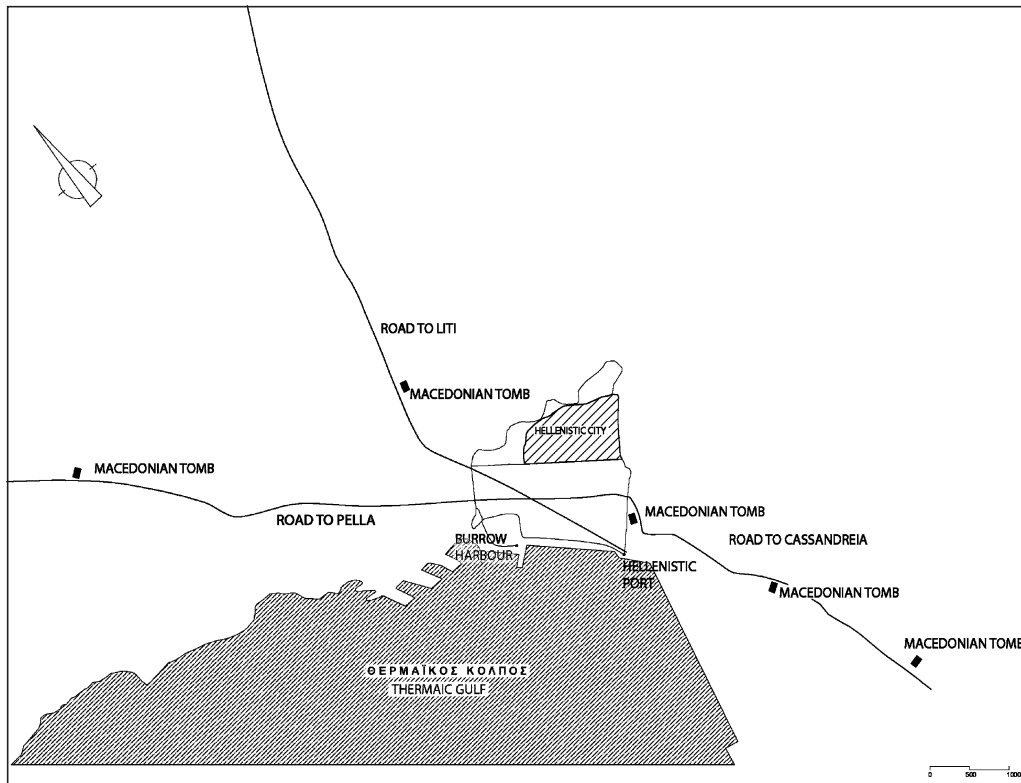 ROAD TO LITI
MACEDONIAN TOMB
HELLENISTIC CITY
MACEDONIAN TOMB
ROAD TO PELLA
MACEDONIAN TOMB
BURROW
HARBOUR
ROAD TO CASSANDREIA
HELLENISTIC
PORT
MACEDONIAN TOMB
MACEDONIAN TOMB
ΘΕΡΜΑΪΚΟΣ ΚΟΛΠΟΣ
THERMAIC GULF
0 500 1000